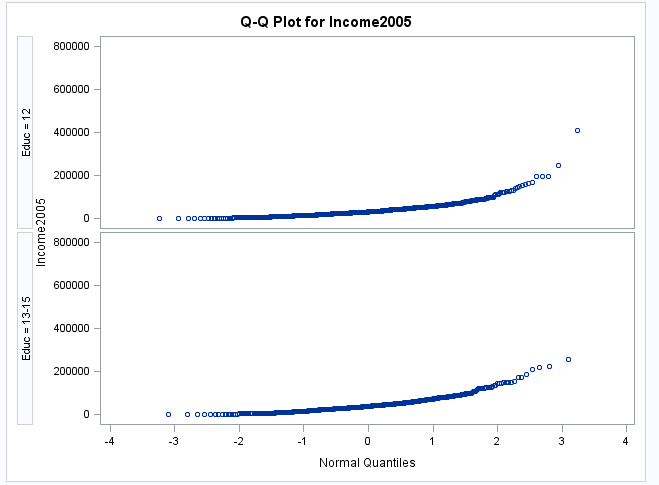 Q-Q Plot for Income2005
Educ = 12
800000
600000
400000
200000
0
Income2005
Educ = 13-15
800000
600000
400000
200000
0
-4 -3 -2 -1 0 1 2 3 4
Normal Quantiles